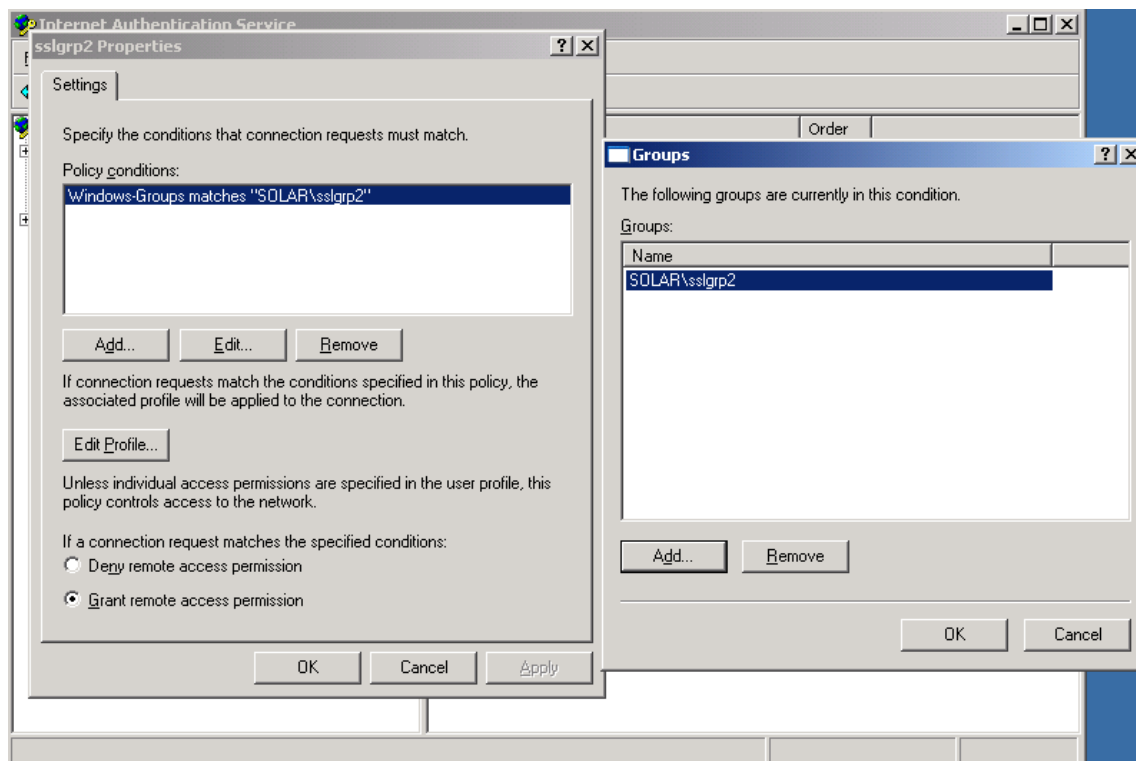 Internet Authentication Service
sslgrp2 Properties
Settings
Specify the conditions that connection requests must match.
Policy conditions:
Windows-Groups matches "SOLAR\sslgrp2"
Add...
Edit...
Remove
If connection requests match the conditions specified in this policy, the
associated profile will be applied to the connection.
Edit Profile...
Unless individual access permissions are specified in the user profile, this
policy controls access to the network.
If a connection request matches the specified conditions:
Deny remote access permission
Grant remote access permission
OK
Cancel
Apply
Order
Groups
The following groups are currently in this condition.
Groups:
Name
SOLAR\sslgrp2
Add...
Remove
OK
Cancel